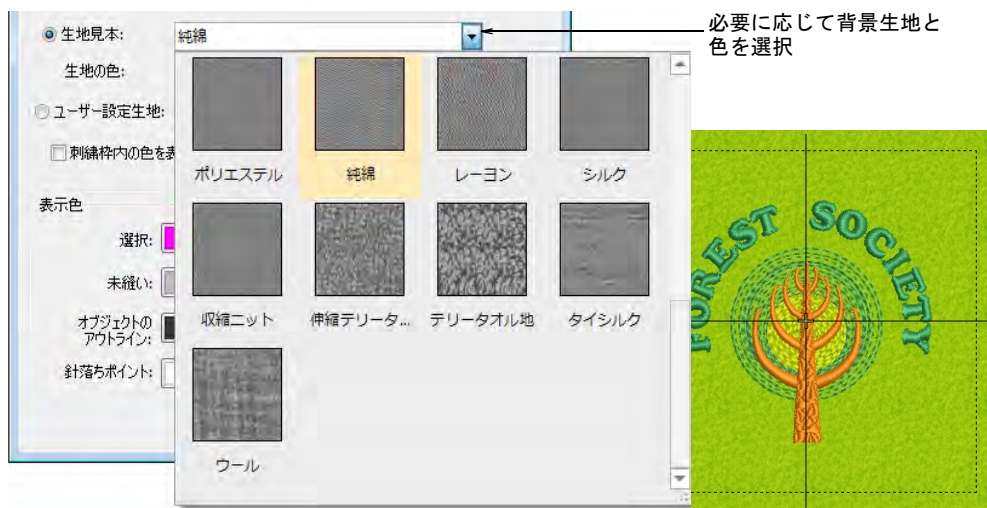 必要に応じて背景生地と
色を選択
生地見本: 純綿
生地の色:
ユーザー設定生地:
刺繍枠内の色を表
ポリエステル 純綿 レーヨン シルク
表示色
選択:
未縫い:
収縮ニット 伸縮テリータ... テリータオル地 タイシルク
オブジェクトの
アウトライン:
針落ちポイント:
ウール
FOREST SOCIETY